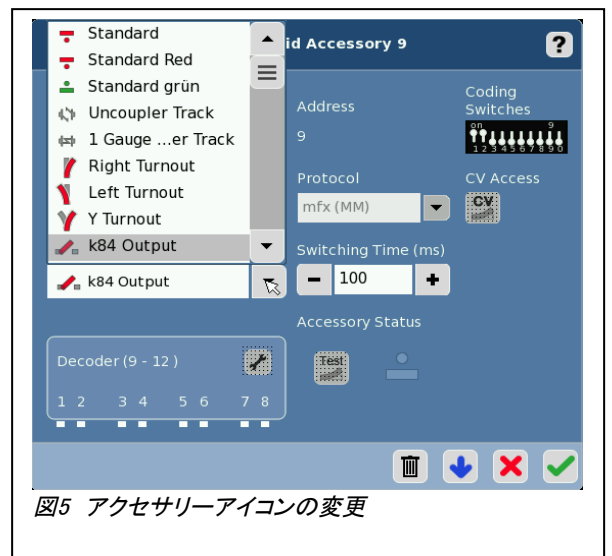 Standard
Standard Red
Standard grün
Uncoupler Track
1 Gauge ...er Track
Right Turnout
Left Turnout
Y Turnout
k84 Output
k84 Output
id Accessory 9
?
Address
9
Coding
Switches
on 9
1 2 3 4 5 6 7 8 9 0
Protocol
mfx (MM)
CV Access
CV
Switching Time (ms)
100
Accessory Status
Test
Decoder (9 - 12 )
1 2 3 4 5 6 7 8
図5 アクセサリーアイコンの変更